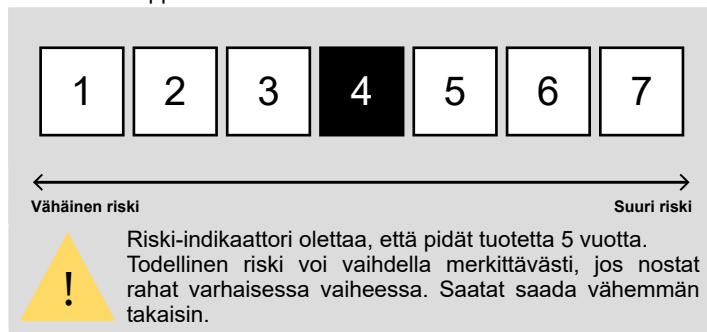 1 2 3 4 5 6 7
Vähäinen riski Suuri riski
Riski-indikaattori olettaa, että pidät tuotetta 5 vuotta.
Todellinen riski voi vaihdella merkittävästi, jos nostat
! rahat varhaisessa vaiheessa. Saatat saada vähemmän
takaisin.